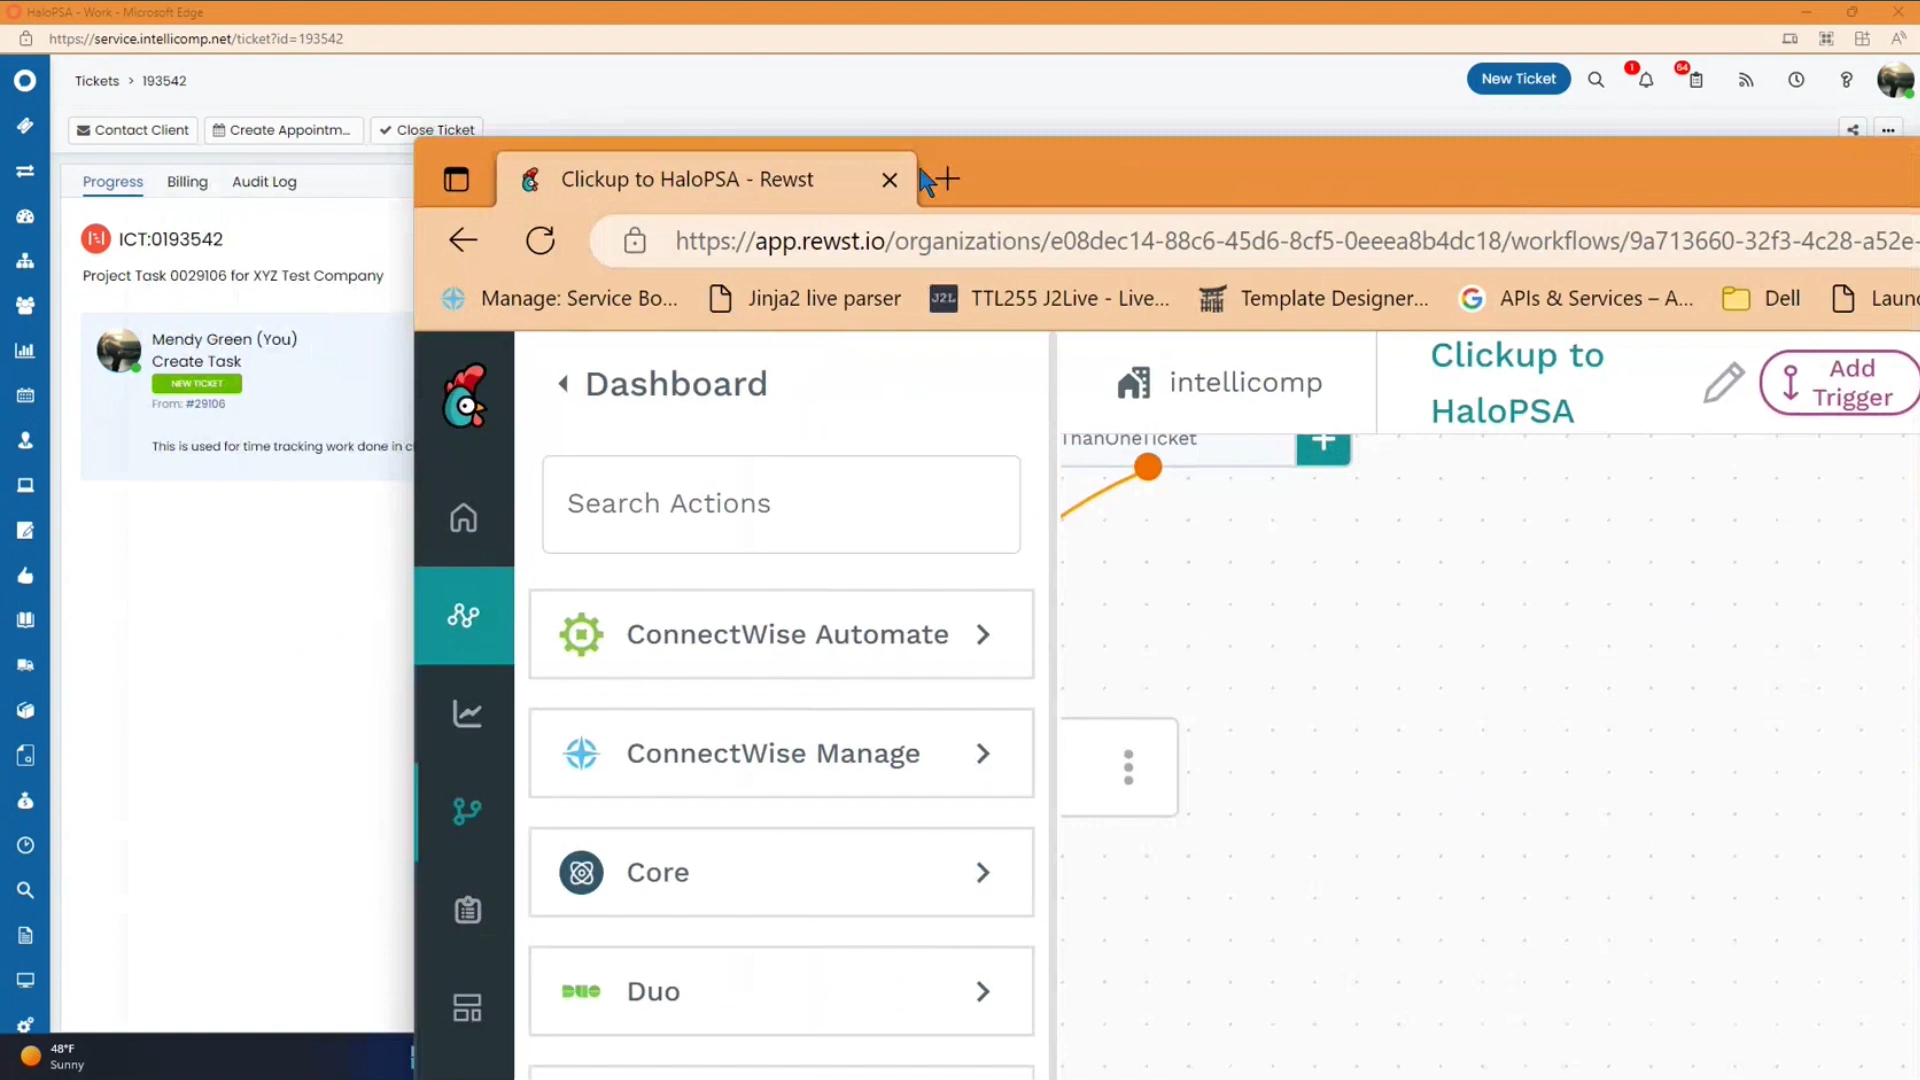 HaloPSA - Work - Microsoft Edge
https://service.intellicomp.net/ticket?id=193542
Tickets > 193542
New Ticket
1
64
Contact Client
Create Appointm...
Close Ticket
Progress
Billing
Audit Log
ICT:0193542
Project Task 0029106 for XYZ Test Company
Mendy Green (You)
Create Task
NEW TICKET
From: #29106
This is used for time tracking work done in c
48°F
Sunny
Clickup to HaloPSA - Rewst
https://app.rewst.io/organizations/e08dec14-88c6-45d6-8cf5-0eeea8b4dc18/workflows/9a713660-32f3-4c28-a52e-
Manage: Service Bo...
Jinja2 live parser
J2L
TTL255 J2Live - Live...
Template Designer...
APIs & Services – A...
Dell
Laun
Dashboard
Search Actions
ConnectWise Automate
ConnectWise Manage
Core
DUO
Duo
intellicomp
Clickup to
HaloPSA
Add
Trigger
ThanOneTicket